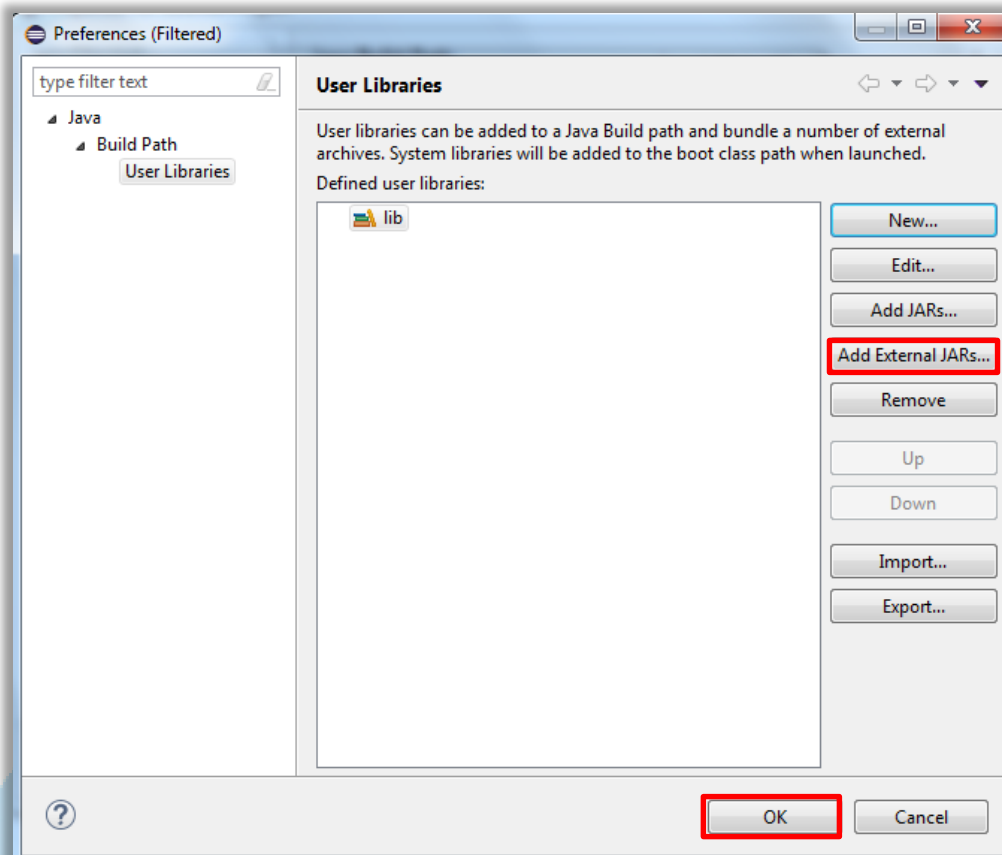 Preferences (Filtered)
type filter text
Java
Build Path
User Libraries
User Libraries
User libraries can be added to a Java Build path and bundle a number of external
archives. System libraries will be added to the boot class path when launched.
Defined user libraries:
lib
New...
Edit...
Add JARs...
Add External JARs...
Remove
Up
Down
Import...
Export...
OK
Cancel